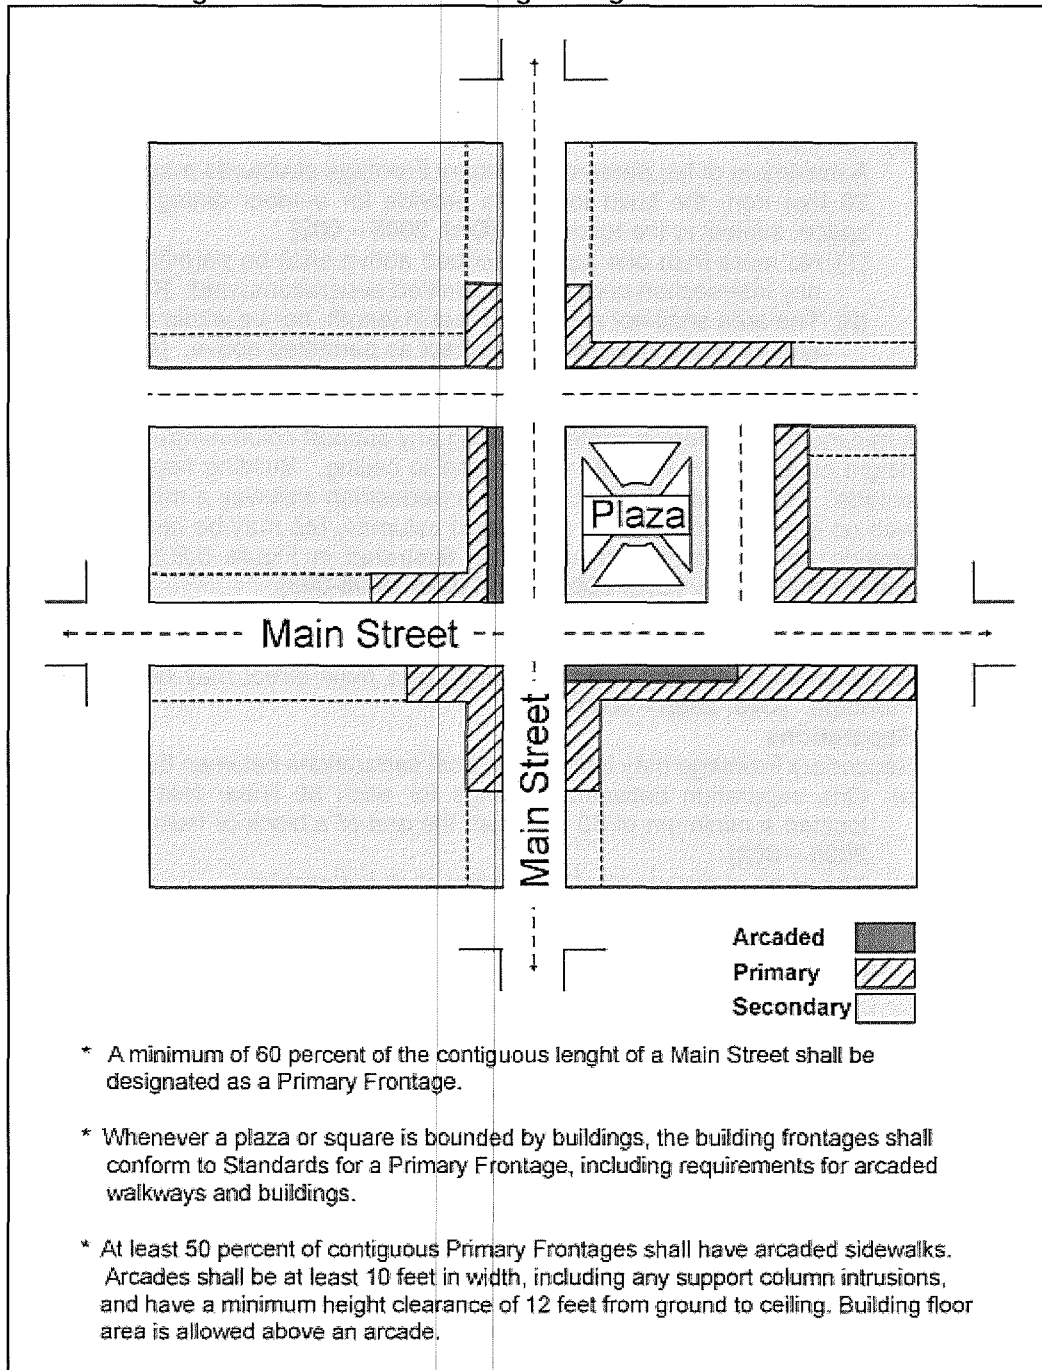 Plaza
Main Street
Main Street
Arcaded
Primary
Secondary
* A minimum of 60 percent of the contiguous lenght of a Main Street shall be
designated as a Primary Frontage.
* Whenever a plaza or square is bounded by buildings, the building frontages shall
conform to Standards for a Primary Frontage, including requirements for arcaded
walkways and buildings.
* At least 50 percent of contiguous Primary Frontages shall have arcaded sidewalks.
Arcades shall be at least 10 feet in width, including any support column intrusions,
and have a minimum height clearance of 12 feet from ground to ceiling. Building floor
area is allowed above an arcade.